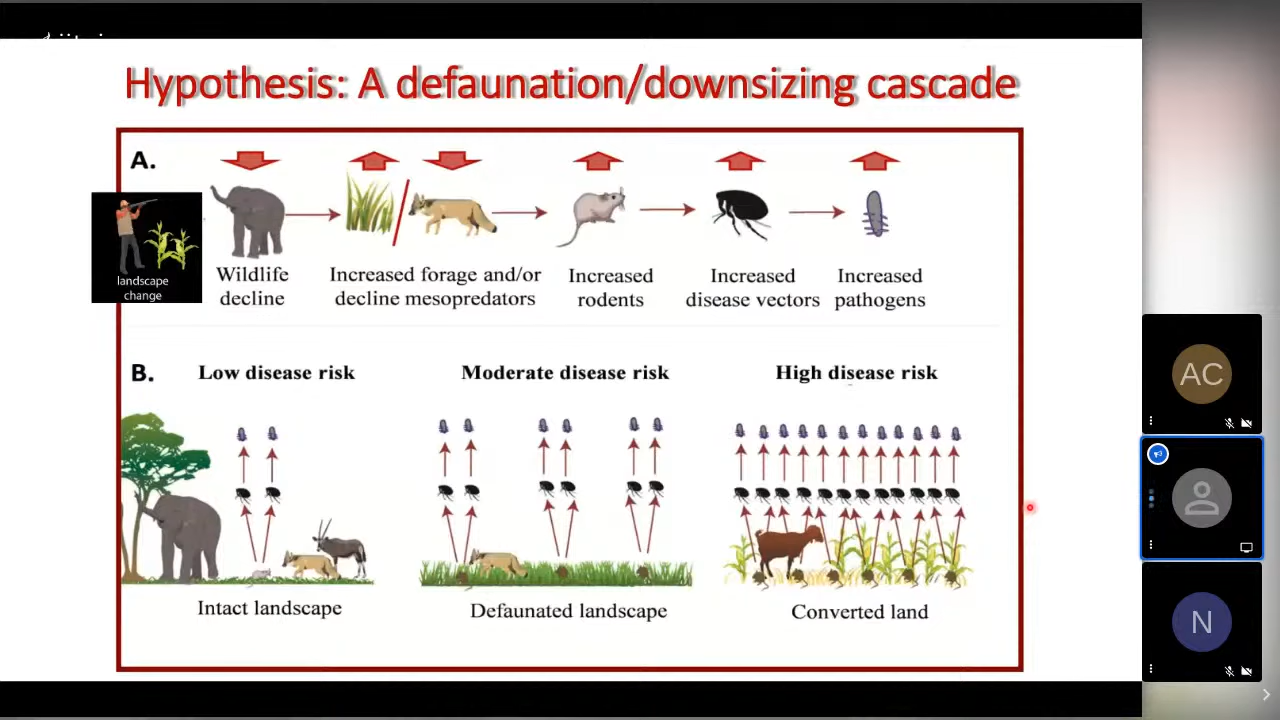 Hypothesis: A defaunation/downsizing cascade
A.
landscape
change
Wildlife
decline
Increased forage and/or
decline mesopredators
Increased
rodents
Increased
disease vectors
Increased
pathogens
B.
Low disease risk
Moderate disease risk
High disease risk
Intact landscape
Defaunated landscape
Converted land
AC
N